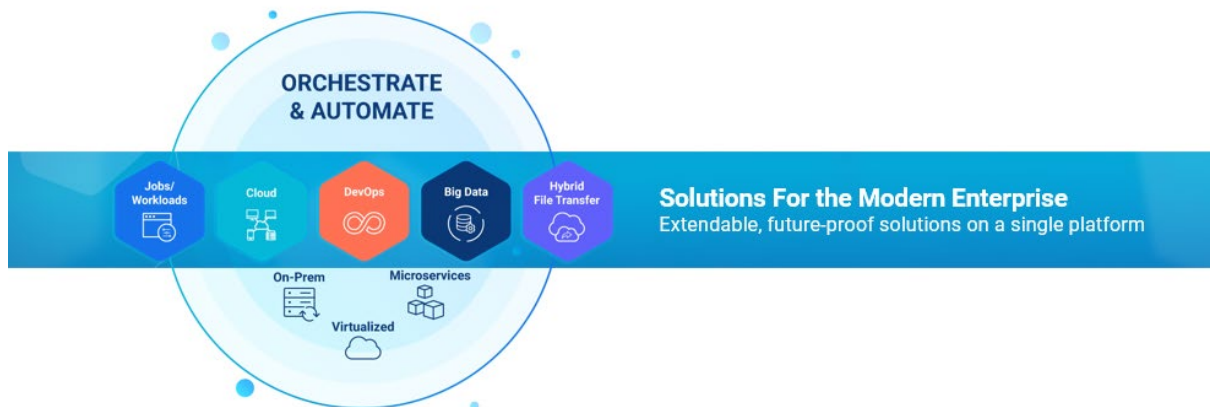 ORCHESTRATE
& AUTOMATE
Jobs/
Workloads
Cloud
DevOps
Big Data
Hybrid
File Transfer
Solutions For the Modern Enterprise
Extendable, future-proof solutions on a single platform
On-Prem
Microservices
Virtualized